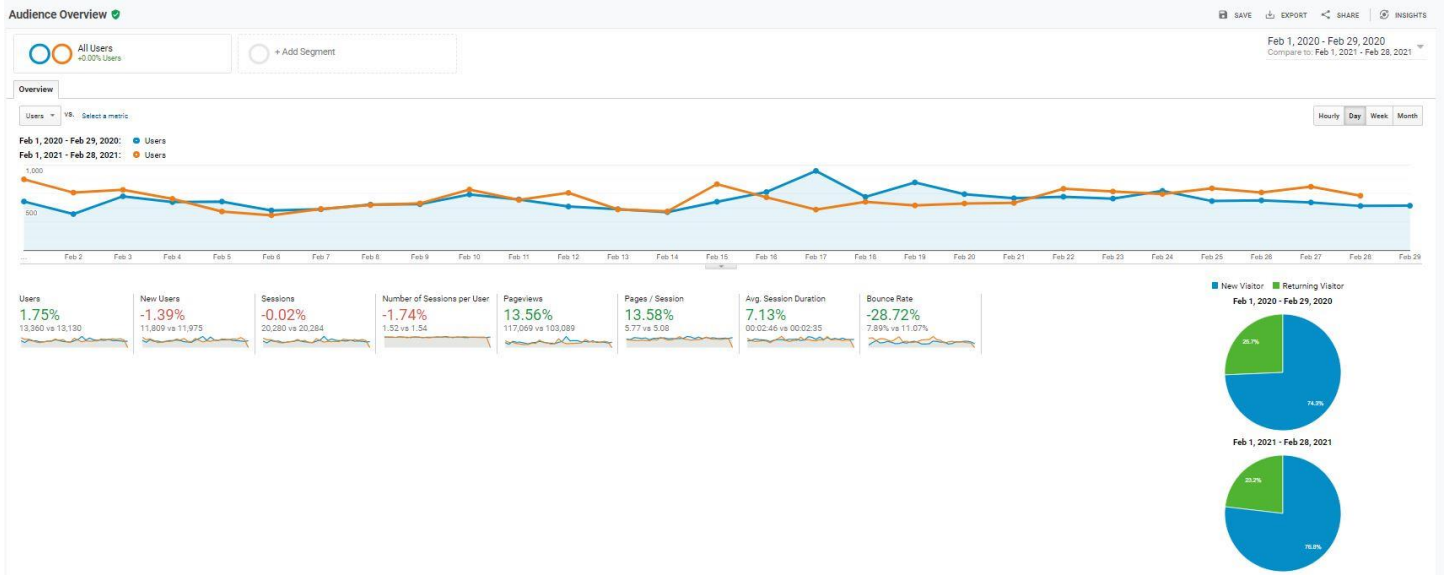 Audience Overview
SAVE EXPORT SHARE INSIGHTS
All Users
+0.00% Users
+ Add Segment
Feb 1, 2020 - Feb 29, 2020
Compare to: Feb 1, 2021 - Feb 28, 2021
Overview
Users VS. Select a metric
Hourly Day Week Month
Feb 1, 2020 - Feb 29, 2020: Users
Feb 1, 2021 - Feb 28, 2021: Users
1,000
500
... Feb 2 Feb 3 Feb 4 Feb 5 Feb 6 Feb 7 Feb 8 Feb 9 Feb 10 Feb 11 Feb 12 Feb 13 Feb 14 Feb 15 Feb 16 Feb 17 Feb 18 Feb 19 Feb 20 Feb 21 Feb 22 Feb 23 Feb 24 Feb 25 Feb 26 Feb 27 Feb 28 Feb 29
Users
1.75%
13,360 vs 13,130
New Users
-1.39%
11,809 vs 11,975
Sessions
-0.02%
20,280 vs 20,284
Number of Sessions per User
-1.74%
1.52 vs 1.54
Pageviews
13.56%
117,069 vs 103,089
Pages / Session
13.58%
5.77 vs 5.08
Avg. Session Duration
7.13%
00:02:46 vs 00:02:35
Bounce Rate
-28.72%
7.89% vs 11.07%
New Visitor Returning Visitor
Feb 1, 2020 - Feb 29, 2020
25.7%
74.3%
Feb 1, 2021 - Feb 28, 2021
23.2%
76.8%